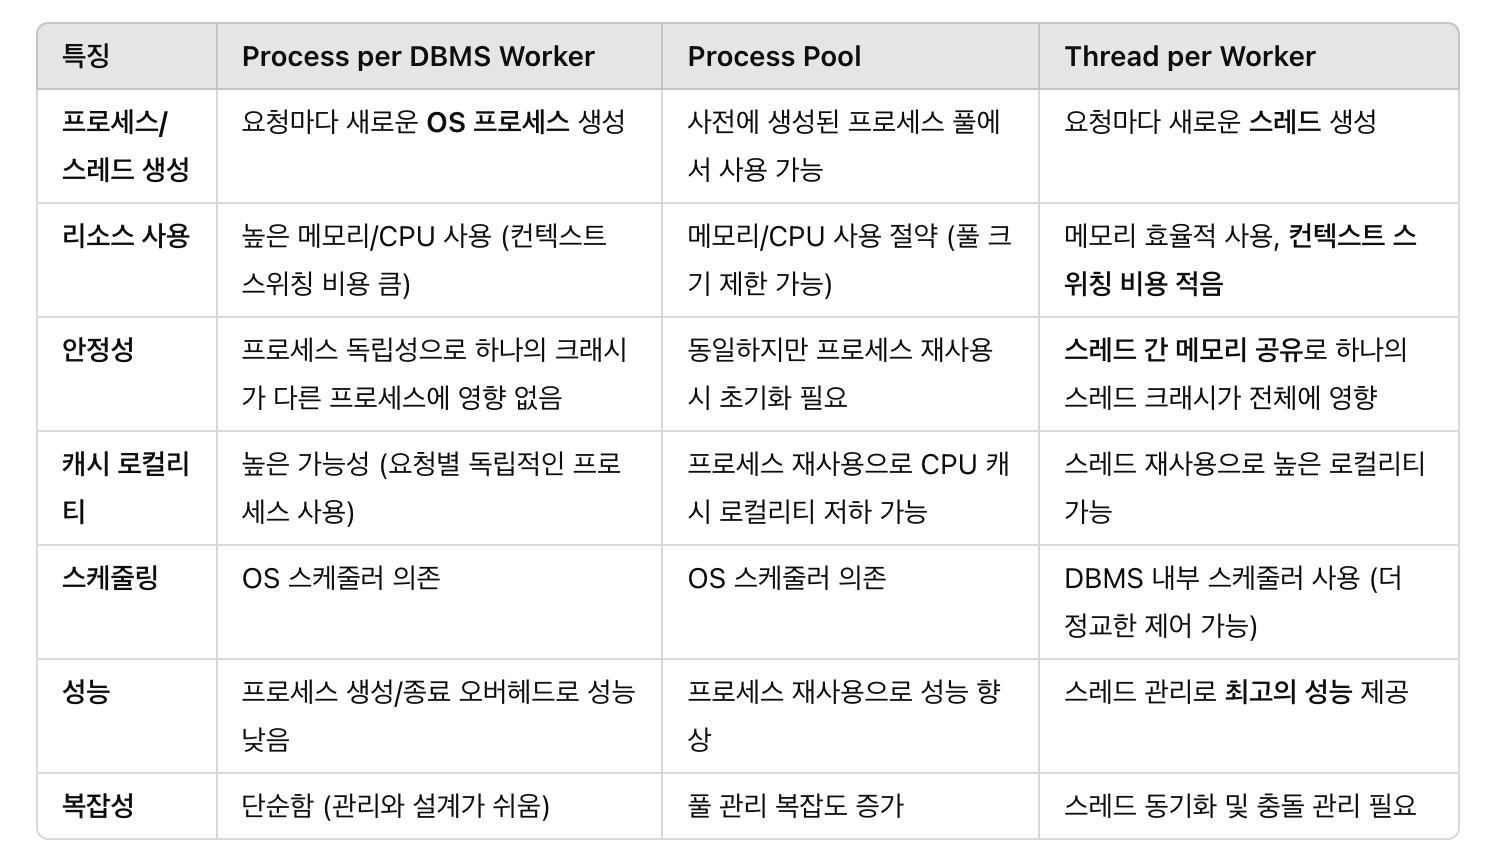 특징
Process per DBMS Worker
Process Pool
Thread per Worker
프로세스/
스레드 생성
요청마다 새로운 OS 프로세스 생성
사전에 생성된 프로세스 풀에
서 사용 가능
요청마다 새로운 스레드 생성
리소스 사용
높은 메모리/CPU 사용 (컨텍스트
스위칭 비용 큼)
메모리/CPU 사용 절약 (풀 크
기 제한 가능)
메모리 효율적 사용, 컨텍스트 스
위칭 비용 적음
안정성
프로세스 독립성으로 하나의 크래시
가 다른 프로세스에 영향 없음
동일하지만 프로세스 재사용
시 초기화 필요
스레드 간 메모리 공유로 하나의
스레드 크래시가 전체에 영향
캐시 로컬리
티
높은 가능성 (요청별 독립적인 프로
세스 사용)
프로세스 재사용으로 CPU 캐
시 로컬리티 저하 가능
스레드 재사용으로 높은 로컬리티
가능
스케줄링
OS 스케줄러 의존
OS 스케줄러 의존
DBMS 내부 스케줄러 사용 (더
정교한 제어 가능)
성능
프로세스 생성/종료 오버헤드로 성능
낮음
프로세스 재사용으로 성능 향
상
스레드 관리로 최고의 성능 제공
복잡성
단순함 (관리와 설계가 쉬움)
풀 관리 복잡도 증가
스레드 동기화 및 충돌 관리 필요